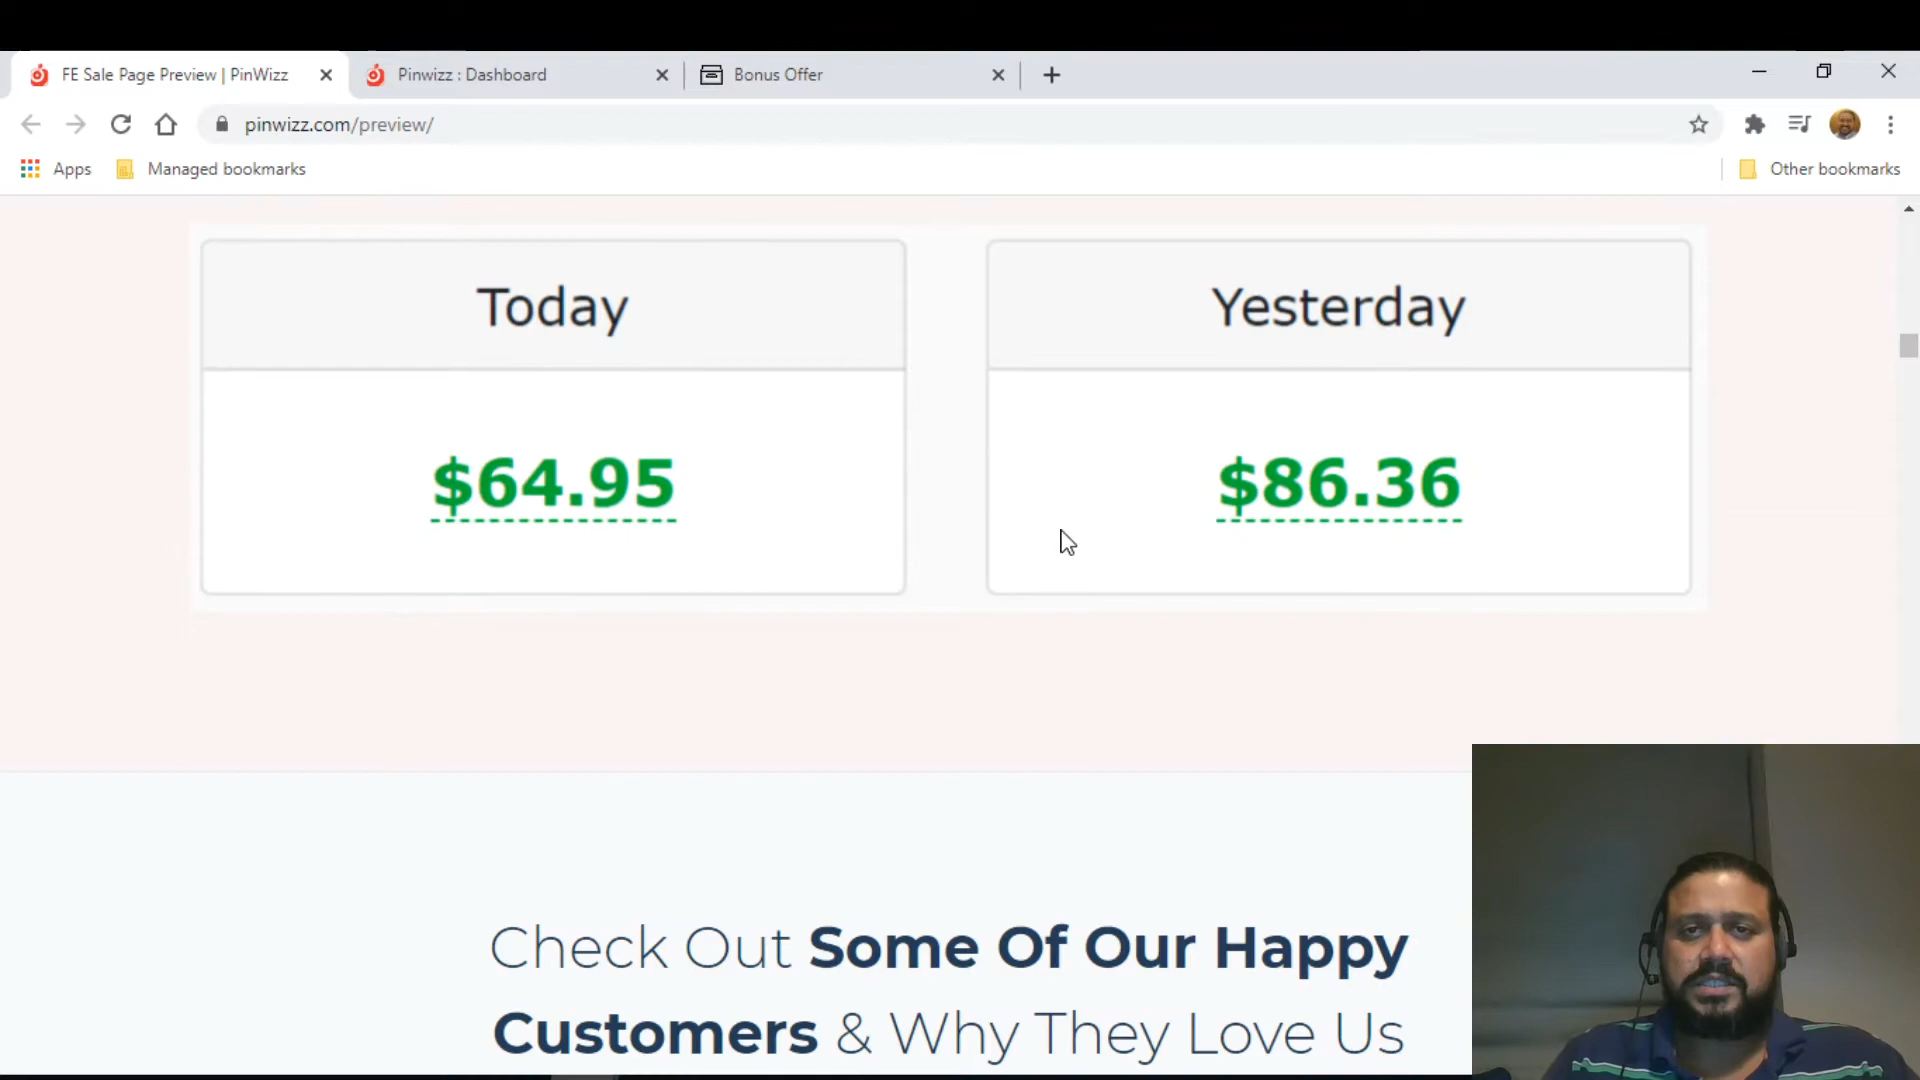 FE Sale Page Preview | PinWizz
Pinwizz : Dashboard
Bonus Offer
pinwizz.com/preview/
Apps
Managed bookmarks
Other bookmarks
Today
Yesterday
$64.95
$86.36
Check Out Some Of Our Happy
Customers & Why They Love Us